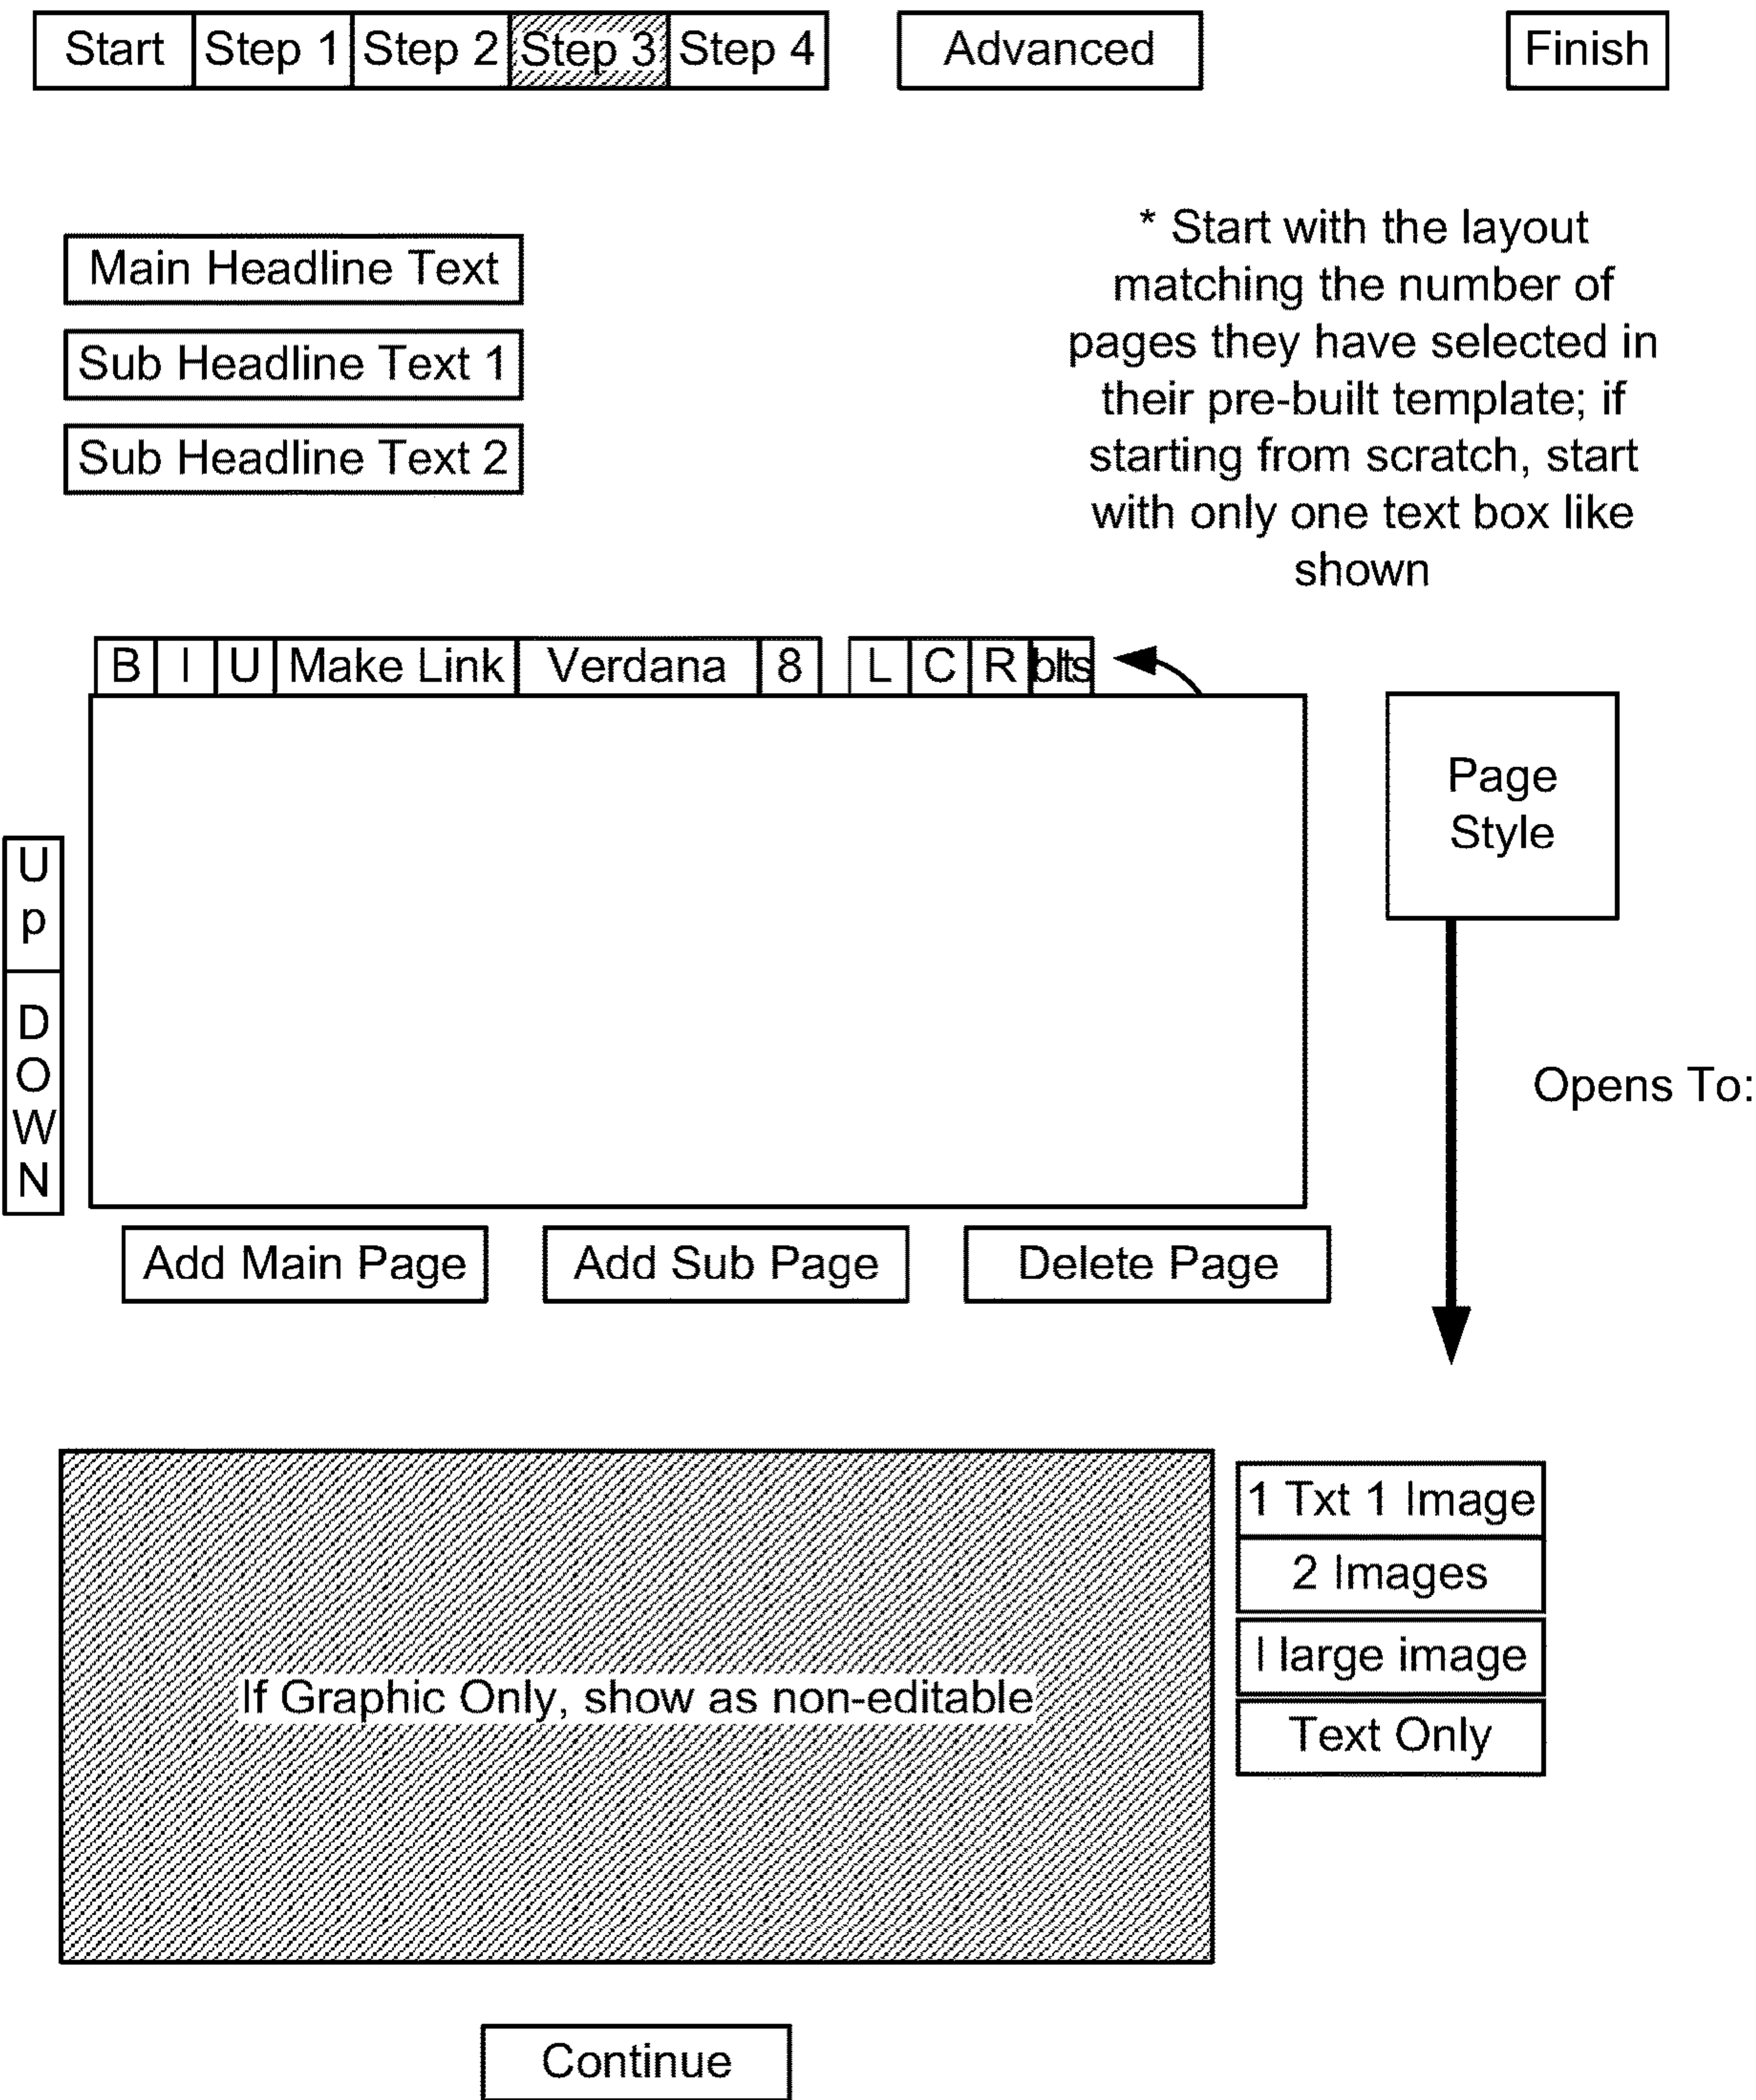 Start Step 1 Step 2 Step 3 Step 4 Advanced Finish
* Start with the layout
matching the number of
pages they have selected in
their pre-built template; if
starting from scratch, start
with only one text box like
shown
Main Headline Text
Sub Headline Text 1
Sub Headline Text 2
B I U Make Link Verdana 8 L C R blts
Page
Style
Up
DOWN
Opens To:
Add Main Page Add Sub Page Delete Page
If Graphic Only, show as non-editable
1 Txt 1 Image
2 Images
I large image
Text Only
Continue